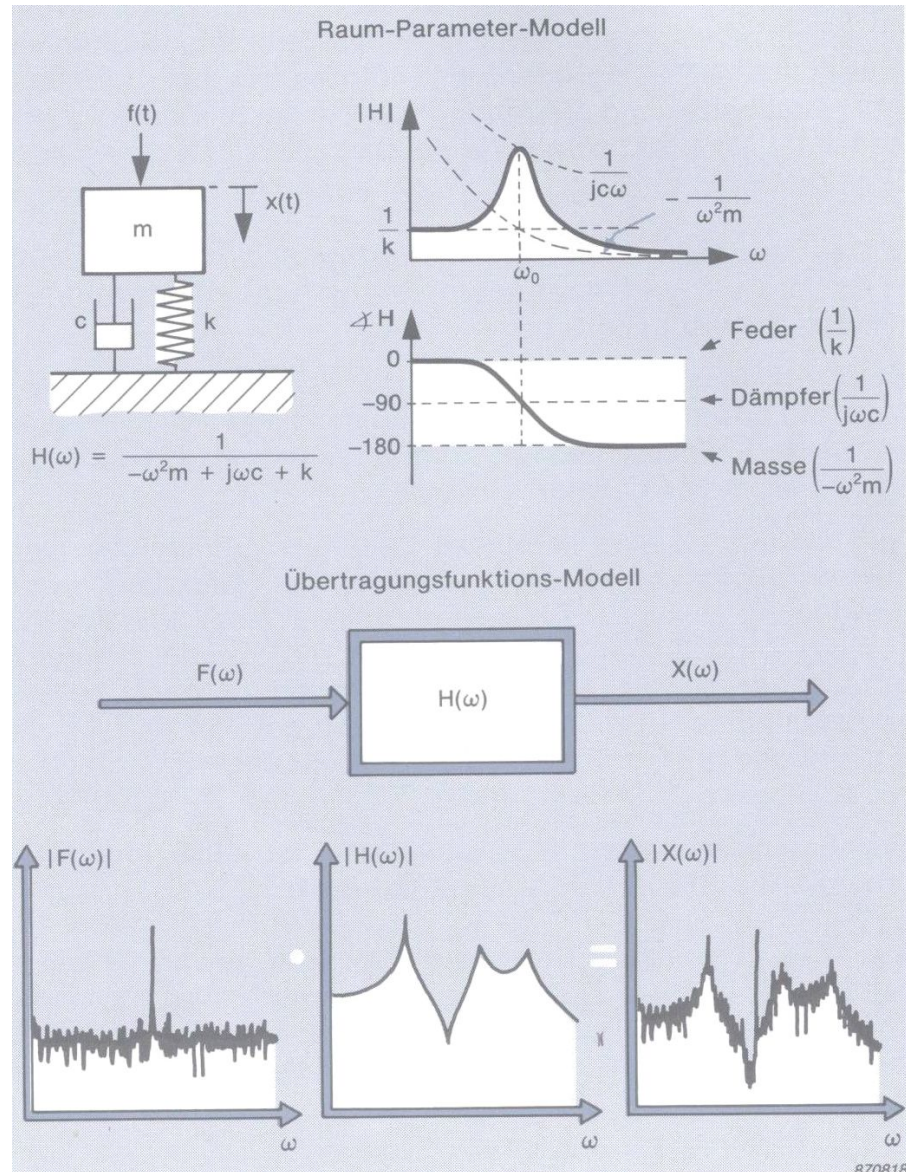 Raum-Parameter-Modell
f(t)
x(t)
m
c
k
H(ω) = 1 / (−ω²m + jωc + k)
|H|
1/k
1/(jcω)
− 1/(ω²m)
ω
ω₀
∡H
0
−90
−180
Feder (1/k)
Dämpfer (1/(jωc))
Masse (1/(−ω²m))
Übertragungsfunktions-Modell
F(ω)
H(ω)
X(ω)
|F(ω)|
ω
•
|H(ω)|
ω
=
|X(ω)|
ω
870818